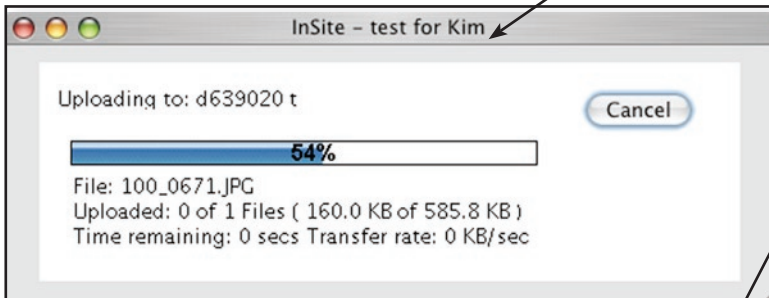 InSite – test for Kim
Uploading to: d639020 t
Cancel
54%
File: 100_0671.JPG
Uploaded: 0 of 1 Files ( 160.0 KB of 585.8 KB )
Time remaining: 0 secs Transfer rate: 0 KB/sec